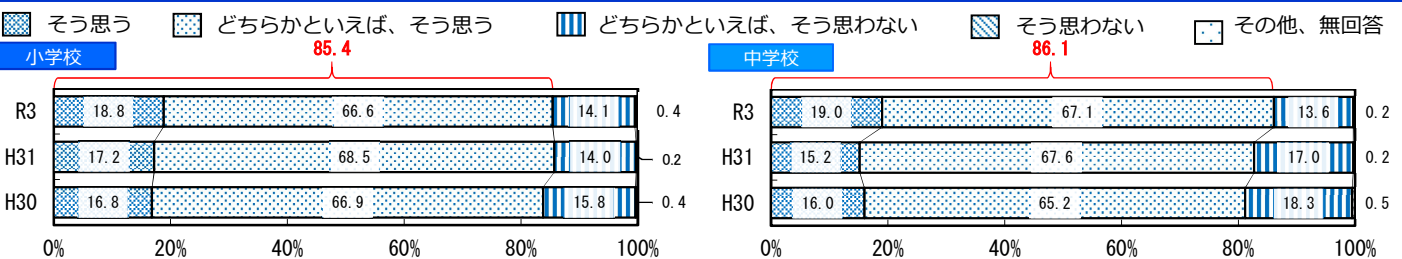 そう思う どちらかといえば、そう思う どちらかといえば、そう思わない そう思わない その他、無回答
小学校 85.4 中学校 86.1
R3 18.8 66.6 14.1 0.4 R3 19.0 67.1 13.6 0.2
H31 17.2 68.5 14.0 0.2 H31 15.2 67.6 17.0 0.2
H30 16.8 66.9 15.8 0.4 H30 16.0 65.2 18.3 0.5
0% 20% 40% 60% 80% 100% 0% 20% 40% 60% 80% 100%